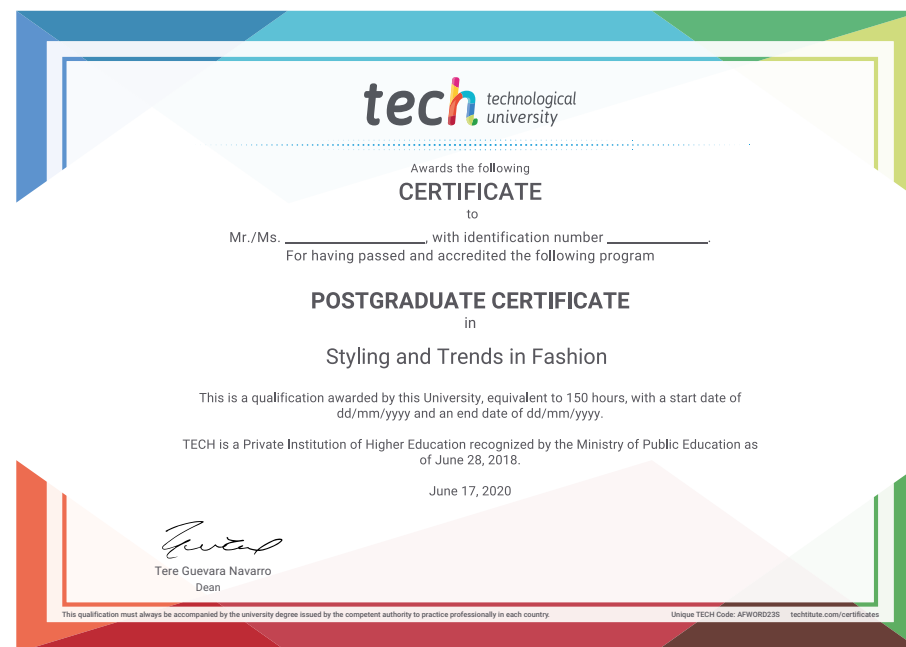 tech technological
university
Awards the following
CERTIFICATE
to
Mr./Ms. ____________________, with identification number ______________.
For having passed and accredited the following program
POSTGRADUATE CERTIFICATE
in
Styling and Trends in Fashion
This is a qualification awarded by this University, equivalent to 150 hours, with a start date of
dd/mm/yyyy and an end date of dd/mm/yyyy.
TECH is a Private Institution of Higher Education recognized by the Ministry of Public Education as
of June 28, 2018.
June 17, 2020
Tere Guevara Navarro
Dean
This qualification must always be accompanied by the university degree issued by the competent authority to practice professionally in each country. Unique TECH Code: AFWORD23S techtitute.com/certificates